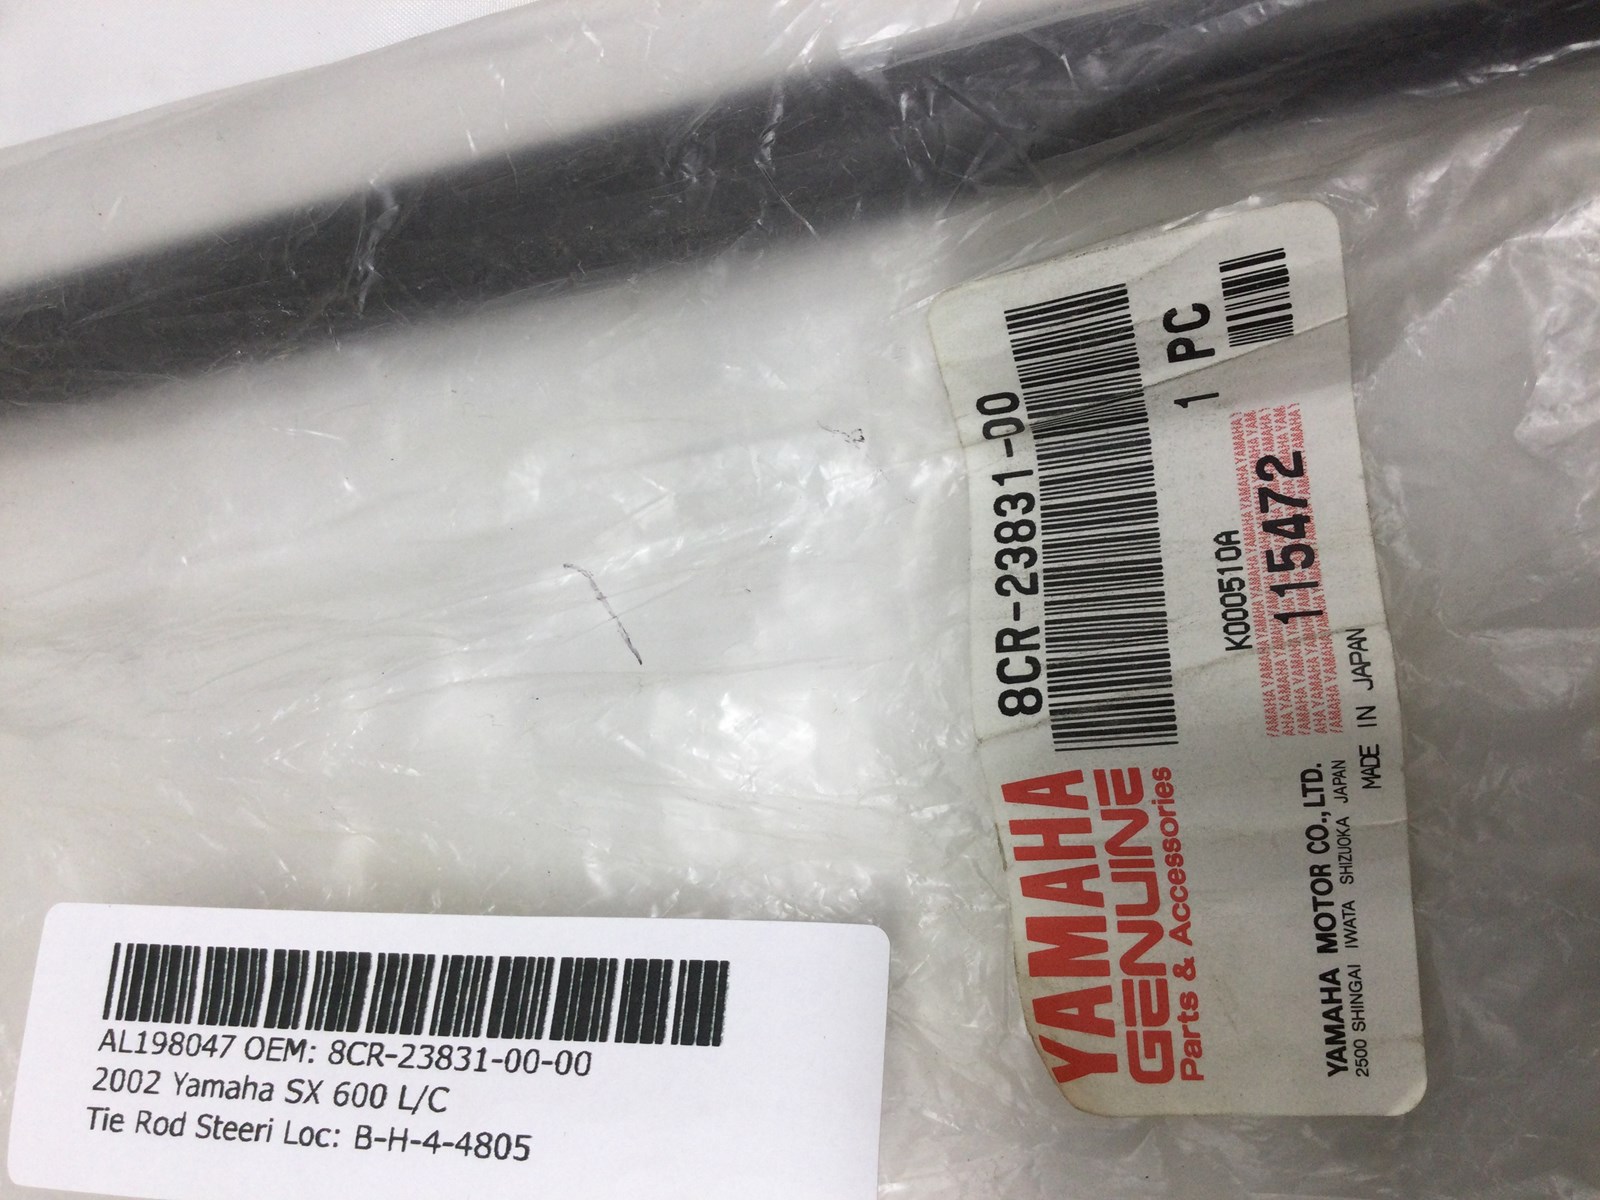 8CR-23831-00
1 PC
K000510A
115472
YAMAHA
GENUINE
Parts & Accessories
YAMAHA MOTOR CO., LTD.
2500 SHINGAI IWATA SHIZUOKA JAPAN
MADE IN JAPAN
AL198047 OEM: 8CR-23831-00-00
2002 Yamaha SX 600 L/C
Tie Rod Steeri Loc: B-H-4-4805